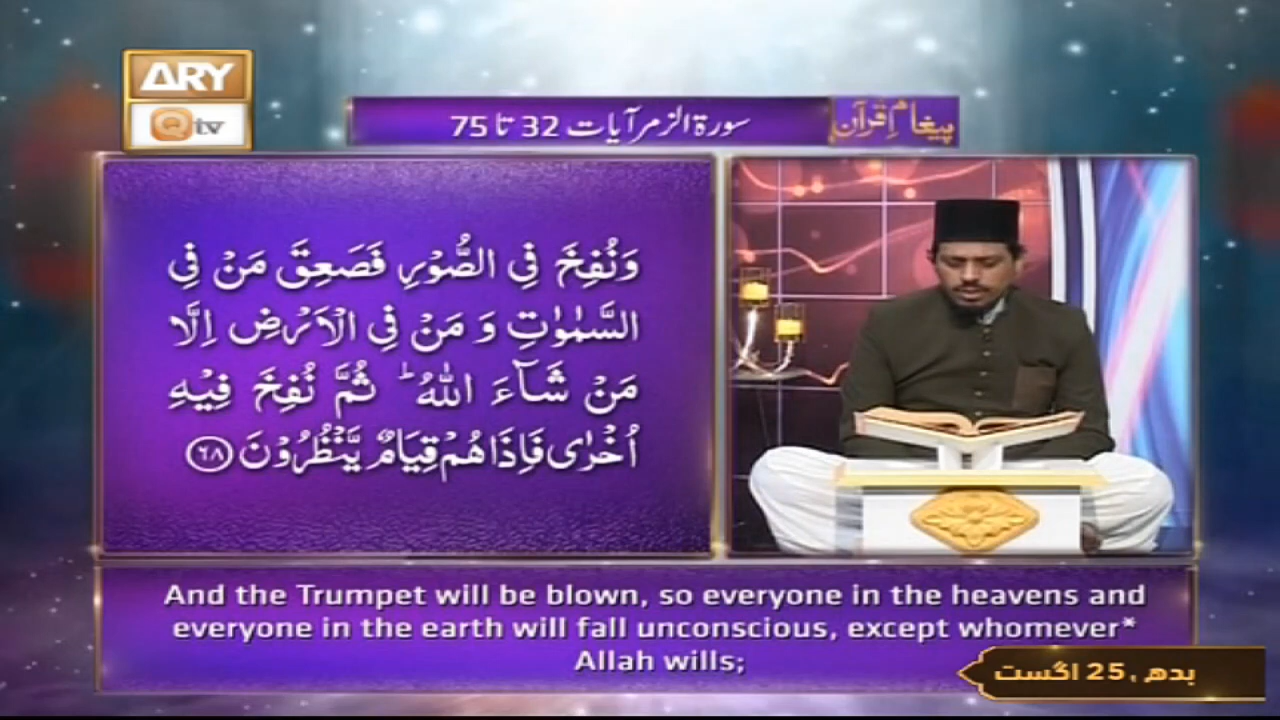 ARY
Qtv
پیغامِ قرآن
سورۃ الزمر آیات 32 تا 75
وَنُفِخَ فِی الصُّوۡرِ فَصَعِقَ مَنۡ فِی
السَّمٰوٰتِ وَ مَنۡ فِی الۡاَرۡضِ اِلَّا
مَنۡ شَآءَ اللّٰہُ ؕ ثُمَّ نُفِخَ فِیۡہِ
اُخۡرٰی فَاِذَا ہُمۡ قِیَامٌ یَّنۡظُرُوۡنَ ﴿۶۸﴾
And the Trumpet will be blown, so everyone in the heavens and
everyone in the earth will fall unconscious, except whomever*
Allah wills;
بدھ , 25 اگست